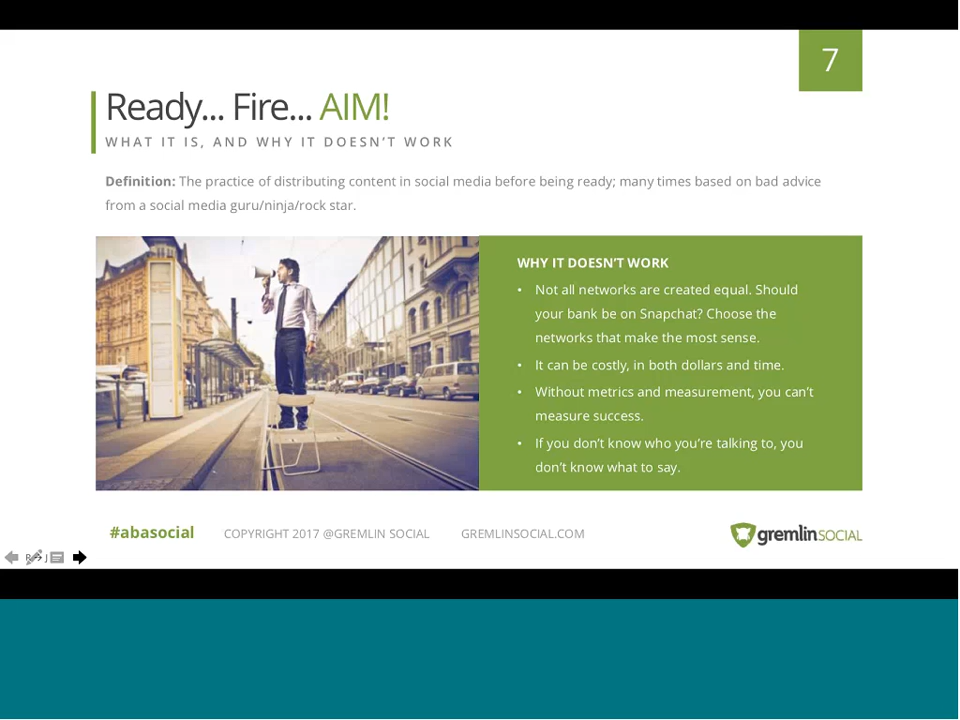 7
Ready... Fire... AIM!
WHAT IT IS, AND WHY IT DOESN'T WORK
Definition: The practice of distributing content in social media before being ready; many times based on bad advice
from a social media guru/ninja/rock star.
WHY IT DOESN'T WORK
• Not all networks are created equal. Should
your bank be on Snapchat? Choose the
networks that make the most sense.
• It can be costly, in both dollars and time.
• Without metrics and measurement, you can't
measure success.
• If you don't know who you're talking to, you
don't know what to say.
#abasocial COPYRIGHT 2017 @GREMLIN SOCIAL GREMLINSOCIAL.COM
gremlinSOCIAL